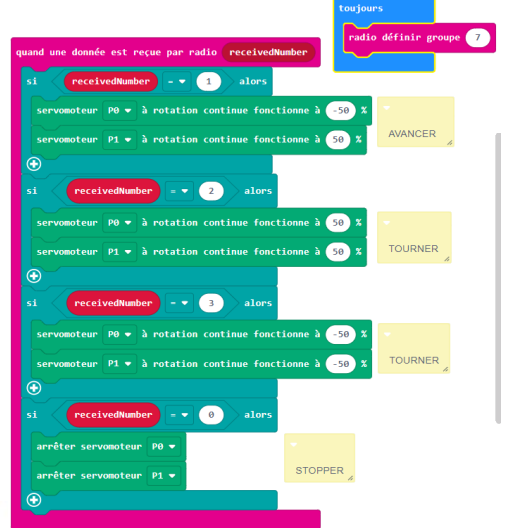 toujours
radio définir groupe 7
quand une donnée est reçue par radio receivedNumber
si receivedNumber = 1 alors
servomoteur P0 à rotation continue fonctionne à -50 %
servomoteur P1 à rotation continue fonctionne à 50 %
AVANCER
si receivedNumber = 2 alors
servomoteur P0 à rotation continue fonctionne à 50 %
servomoteur P1 à rotation continue fonctionne à 50 %
TOURNER
si receivedNumber = 3 alors
servomoteur P0 à rotation continue fonctionne à -50 %
servomoteur P1 à rotation continue fonctionne à -50 %
TOURNER
si receivedNumber = 0 alors
arrêter servomoteur P0
arrêter servomoteur P1
STOPPER